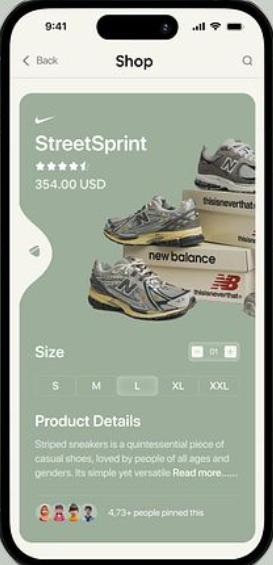 9:41
Back
Shop
StreetSprint
354.00 USD
N
thisisneverthat
new balance
NB
thisisneverthat
Size
01
S M L XL XXL
Product Details
Striped sneakers is a quintessential piece of
casual shoes, loved by people of all ages and
genders. Its simple yet versatile Read more......
4,73+ people pinned this